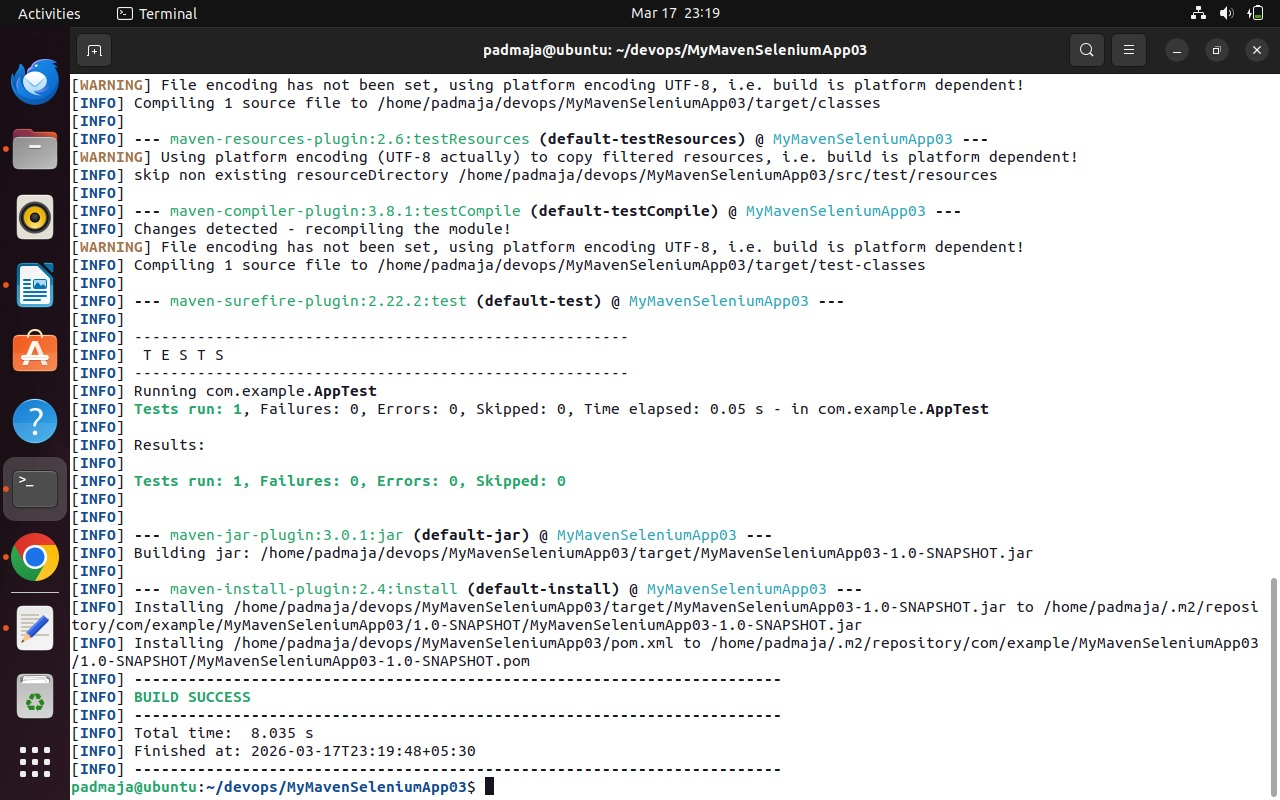 Activities
Terminal
Mar 17 23:19
padmaja@ubuntu: ~/devops/MyMavenSeleniumApp03
[WARNING] File encoding has not been set, using platform encoding UTF-8, i.e. build is platform dependent!
[INFO] Compiling 1 source file to /home/padmaja/devops/MyMavenSeleniumApp03/target/classes
[INFO]
[INFO] --- maven-resources-plugin:2.6:testResources (default-testResources) @ MyMavenSeleniumApp03 ---
[WARNING] Using platform encoding (UTF-8 actually) to copy filtered resources, i.e. build is platform dependent!
[INFO] skip non existing resourceDirectory /home/padmaja/devops/MyMavenSeleniumApp03/src/test/resources
[INFO]
[INFO] --- maven-compiler-plugin:3.8.1:testCompile (default-testCompile) @ MyMavenSeleniumApp03 ---
[INFO] Changes detected - recompiling the module!
[WARNING] File encoding has not been set, using platform encoding UTF-8, i.e. build is platform dependent!
[INFO] Compiling 1 source file to /home/padmaja/devops/MyMavenSeleniumApp03/target/test-classes
[INFO]
[INFO] --- maven-surefire-plugin:2.22.2:test (default-test) @ MyMavenSeleniumApp03 ---
[INFO]
[INFO] -------------------------------------------------------
[INFO]  T E S T S
[INFO] -------------------------------------------------------
[INFO] Running com.example.AppTest
[INFO] Tests run: 1, Failures: 0, Errors: 0, Skipped: 0, Time elapsed: 0.05 s - in com.example.AppTest
[INFO]
[INFO] Results:
[INFO]
[INFO] Tests run: 1, Failures: 0, Errors: 0, Skipped: 0
[INFO]
[INFO]
[INFO] --- maven-jar-plugin:3.0.1:jar (default-jar) @ MyMavenSeleniumApp03 ---
[INFO] Building jar: /home/padmaja/devops/MyMavenSeleniumApp03/target/MyMavenSeleniumApp03-1.0-SNAPSHOT.jar
[INFO]
[INFO] --- maven-install-plugin:2.4:install (default-install) @ MyMavenSeleniumApp03 ---
[INFO] Installing /home/padmaja/devops/MyMavenSeleniumApp03/target/MyMavenSeleniumApp03-1.0-SNAPSHOT.jar to /home/padmaja/.m2/reposi
tory/com/example/MyMavenSeleniumApp03/1.0-SNAPSHOT/MyMavenSeleniumApp03-1.0-SNAPSHOT.jar
[INFO] Installing /home/padmaja/devops/MyMavenSeleniumApp03/pom.xml to /home/padmaja/.m2/repository/com/example/MyMavenSeleniumApp03
/1.0-SNAPSHOT/MyMavenSeleniumApp03-1.0-SNAPSHOT.pom
[INFO] ------------------------------------------------------------------------
[INFO] BUILD SUCCESS
[INFO] ------------------------------------------------------------------------
[INFO] Total time:  8.035 s
[INFO] Finished at: 2026-03-17T23:19:48+05:30
[INFO] ------------------------------------------------------------------------
padmaja@ubuntu:~/devops/MyMavenSeleniumApp03$